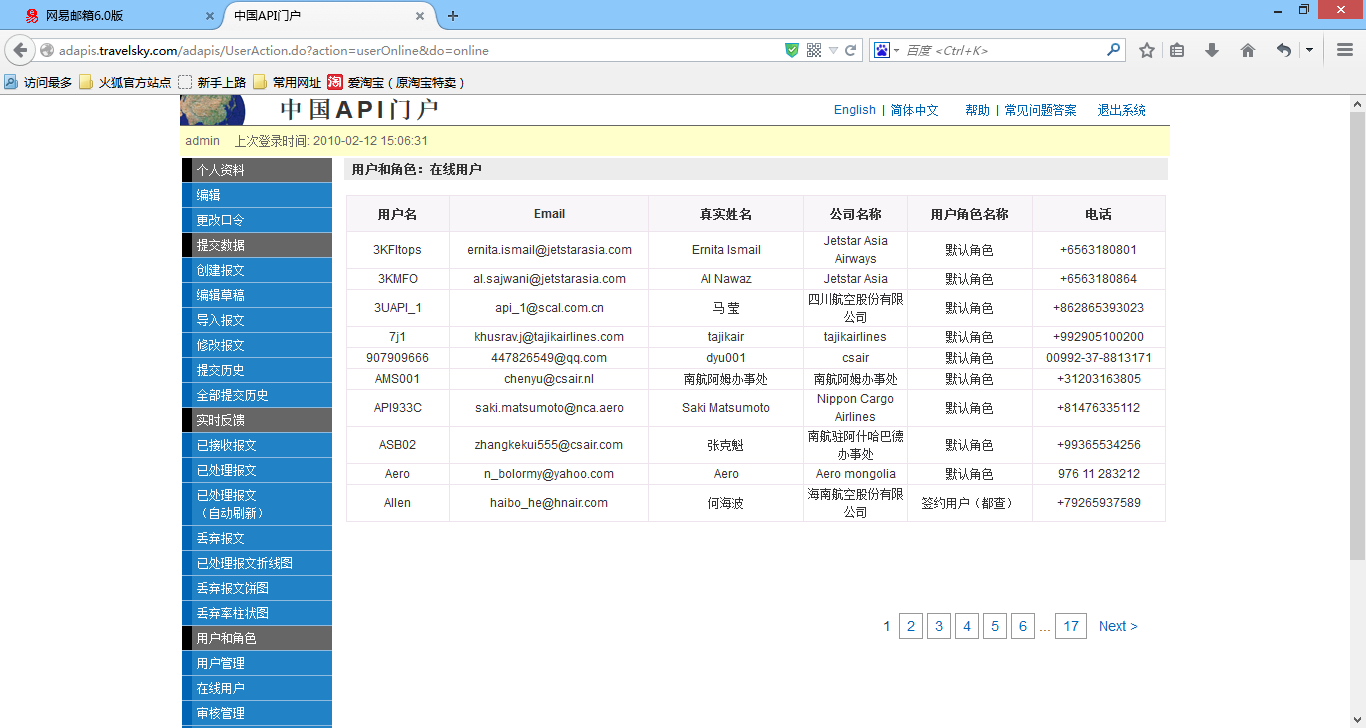 网易邮箱6.0版 × 中国API门户 × +
adapis.travelsky.com/adapis/UserAction.do?action=userOnline&do=online 百度 <Ctrl+K>
访问最多 火狐官方站点 新手上路 常用网址 淘 爱淘宝（原淘宝特卖）
中国API门户 English | 简体中文 帮助 | 常见问题答案 退出系统
admin 上次登录时间: 2010-02-12 15:06:31
个人资料
编辑
更改口令
提交数据
创建报文
编辑草稿
导入报文
修改报文
提交历史
全部提交历史
实时反馈
已接收报文
已处理报文
已处理报文
（自动刷新）
丢弃报文
已处理报文折线图
丢弃报文饼图
丢弃率柱状图
用户和角色
用户管理
在线用户
审核管理
用户和角色：在线用户
用户名 Email 真实姓名 公司名称 用户角色名称 电话
3KFltops ernita.ismail@jetstarasia.com Ernita Ismail Jetstar Asia Airways 默认角色 +6563180801
3KMFO al.sajwani@jetstarasia.com Al Nawaz Jetstar Asia 默认角色 +6563180864
3UAPI_1 api_1@scal.com.cn 马 莹 四川航空股份有限公司 默认角色 +862865393023
7j1 khusrav.j@tajikairlines.com tajikair tajikairlines 默认角色 +992905100200
907909666 447826549@qq.com dyu001 csair 默认角色 00992-37-8813171
AMS001 chenyu@csair.nl 南航阿姆办事处 南航阿姆办事处 默认角色 +31203163805
API933C saki.matsumoto@nca.aero Saki Matsumoto Nippon Cargo Airlines 默认角色 +81476335112
ASB02 zhangkekui555@csair.com 张克魁 南航驻阿什哈巴德办事处 默认角色 +99365534256
Aero n_bolormy@yahoo.com Aero Aero mongolia 默认角色 976 11 283212
Allen haibo_he@hnair.com 何海波 海南航空股份有限公司 签约用户（都查） +79265937589
1 2 3 4 5 6 ... 17 Next >